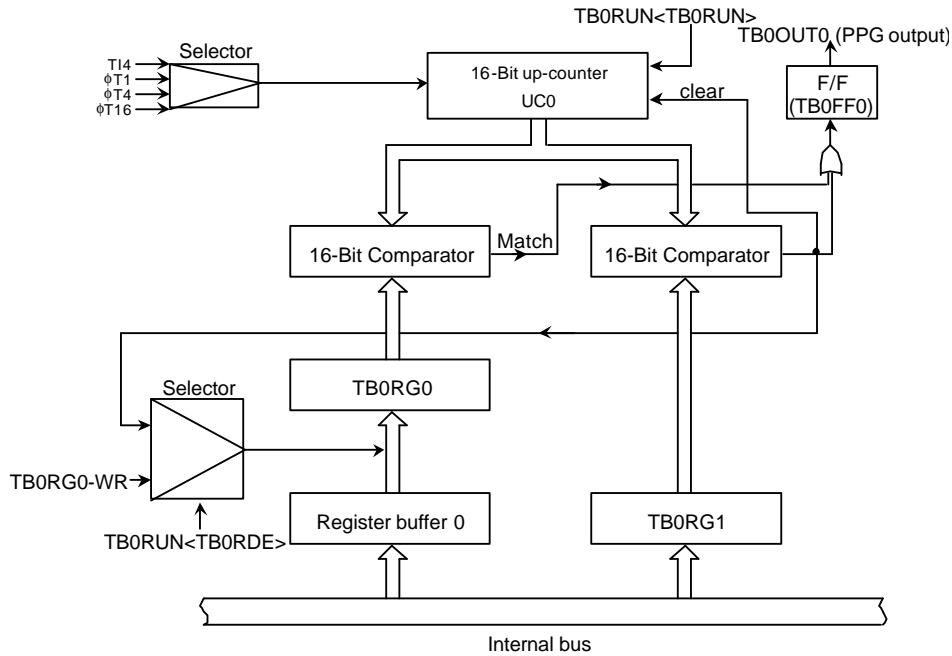 TB0RUN<TB0RUN>
TB0OUT0 (PPG output)
Selector
TI4
ϕT1
ϕT4
ϕT16
16-Bit up-counter
UC0
clear
F/F
(TB0FF0)
16-Bit Comparator
Match
16-Bit Comparator
TB0RG0
Selector
TB0RG0-WR
TB0RUN<TB0RDE>
Register buffer 0
TB0RG1
Internal bus